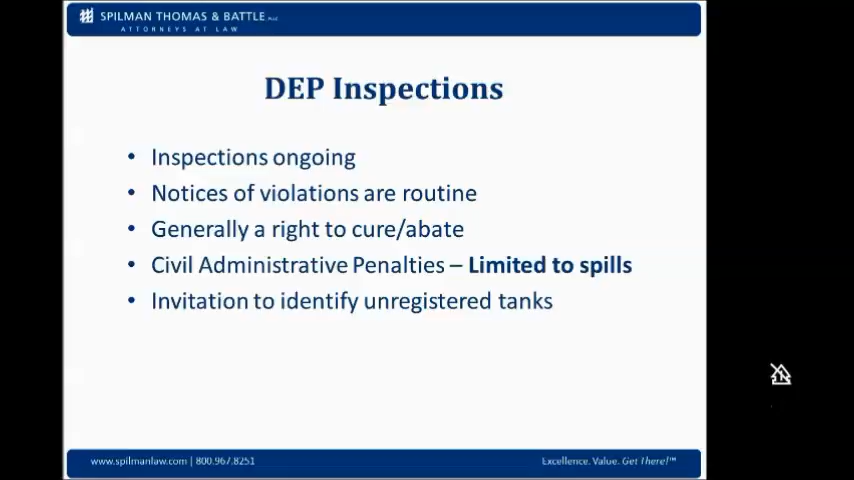 SPILMAN THOMAS & BATTLE PLLC
ATTORNEYS AT LAW
DEP Inspections
• Inspections ongoing
• Notices of violations are routine
• Generally a right to cure/abate
• Civil Administrative Penalties – Limited to spills
• Invitation to identify unregistered tanks
www.spilmanlaw.com | 800.967.8251
Excellence. Value. Get There!™